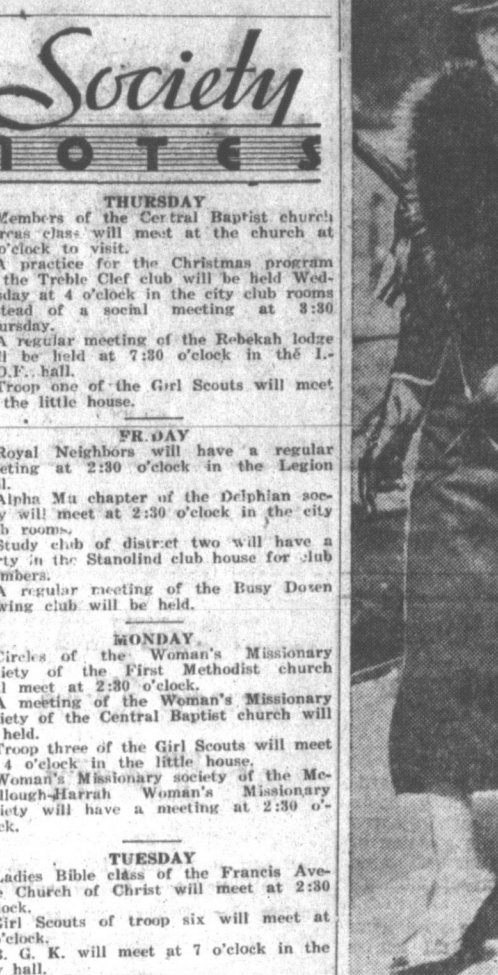 Society
NOTES
THURSDAY
Members of the Central Baptist church
class will meet at the church at
o'clock to visit.
A practice for the Christmas program
the Treble Clef club will be held Wed-
sday at 4 o'clock in the city club rooms
tead of a social meeting at 3:30
ursday.
A regular meeting of the Rebekah lodge
ll be held at 7:30 o'clock in the I.-
O.F. hall.
Troop one of the Girl Scouts will meet
the little house.
FRIDAY
Royal Neighbors will have a regular
eting at 2:30 o'clock in the Legion
ll.
Alpha Mu chapter of the Delphian soc-
y will meet at 2:30 o'clock in the city
b rooms.
Study club of district two will have a
rty in the Stanolind club house for club
mbers.
A regular meeting of the Busy Dozen
wing club will be held.
MONDAY
Circles of the Woman's Missionary
iety of the First Methodist church
l meet at 2:30 o'clock.
A meeting of the Woman's Missionary
iety of the Central Baptist church will
held.
Troop three of the Girl Scouts will meet
4 o'clock in the little house.
Woman's Missionary society of the Mc-
llough-Harrah Woman's Missionary
iety will have a meeting at 2:30 o'-
ck.
TUESDAY
Ladies Bible class of the Francis Ave-
e Church of Christ will meet at 2:30
ock.
Girl Scouts of troop six will meet at
o'clock.
B. G. K. will meet at 7 o'clock in the
hall.